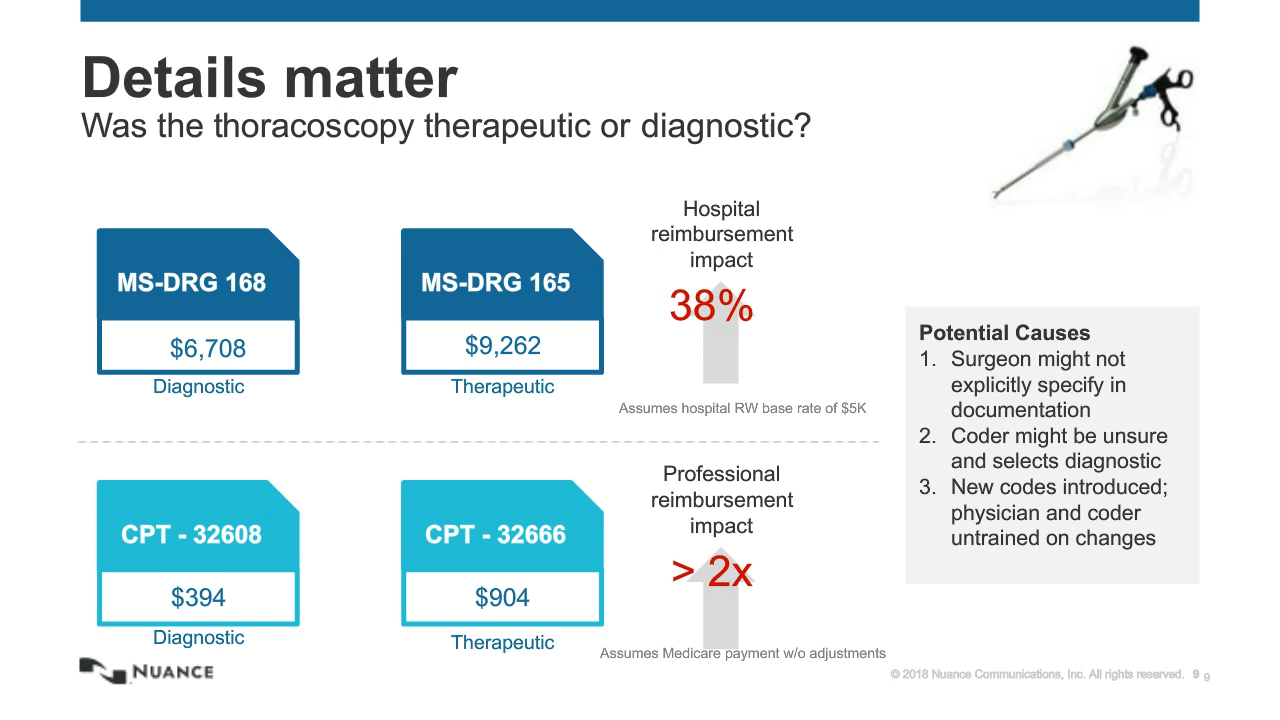 Details matter
Was the thoracoscopy therapeutic or diagnostic?
MS-DRG 168
$6,708
Diagnostic
MS-DRG 165
$9,262
Therapeutic
Hospital
reimbursement
impact
38%
Assumes hospital RW base rate of $5K
CPT - 32608
$394
Diagnostic
CPT - 32666
$904
Therapeutic
Professional
reimbursement
impact
> 2x
Assumes Medicare payment w/o adjustments
Potential Causes
1. Surgeon might not
explicitly specify in
documentation
2. Coder might be unsure
and selects diagnostic
3. New codes introduced;
physician and coder
untrained on changes
NUANCE
© 2018 Nuance Communications, Inc. All rights reserved. 9 9